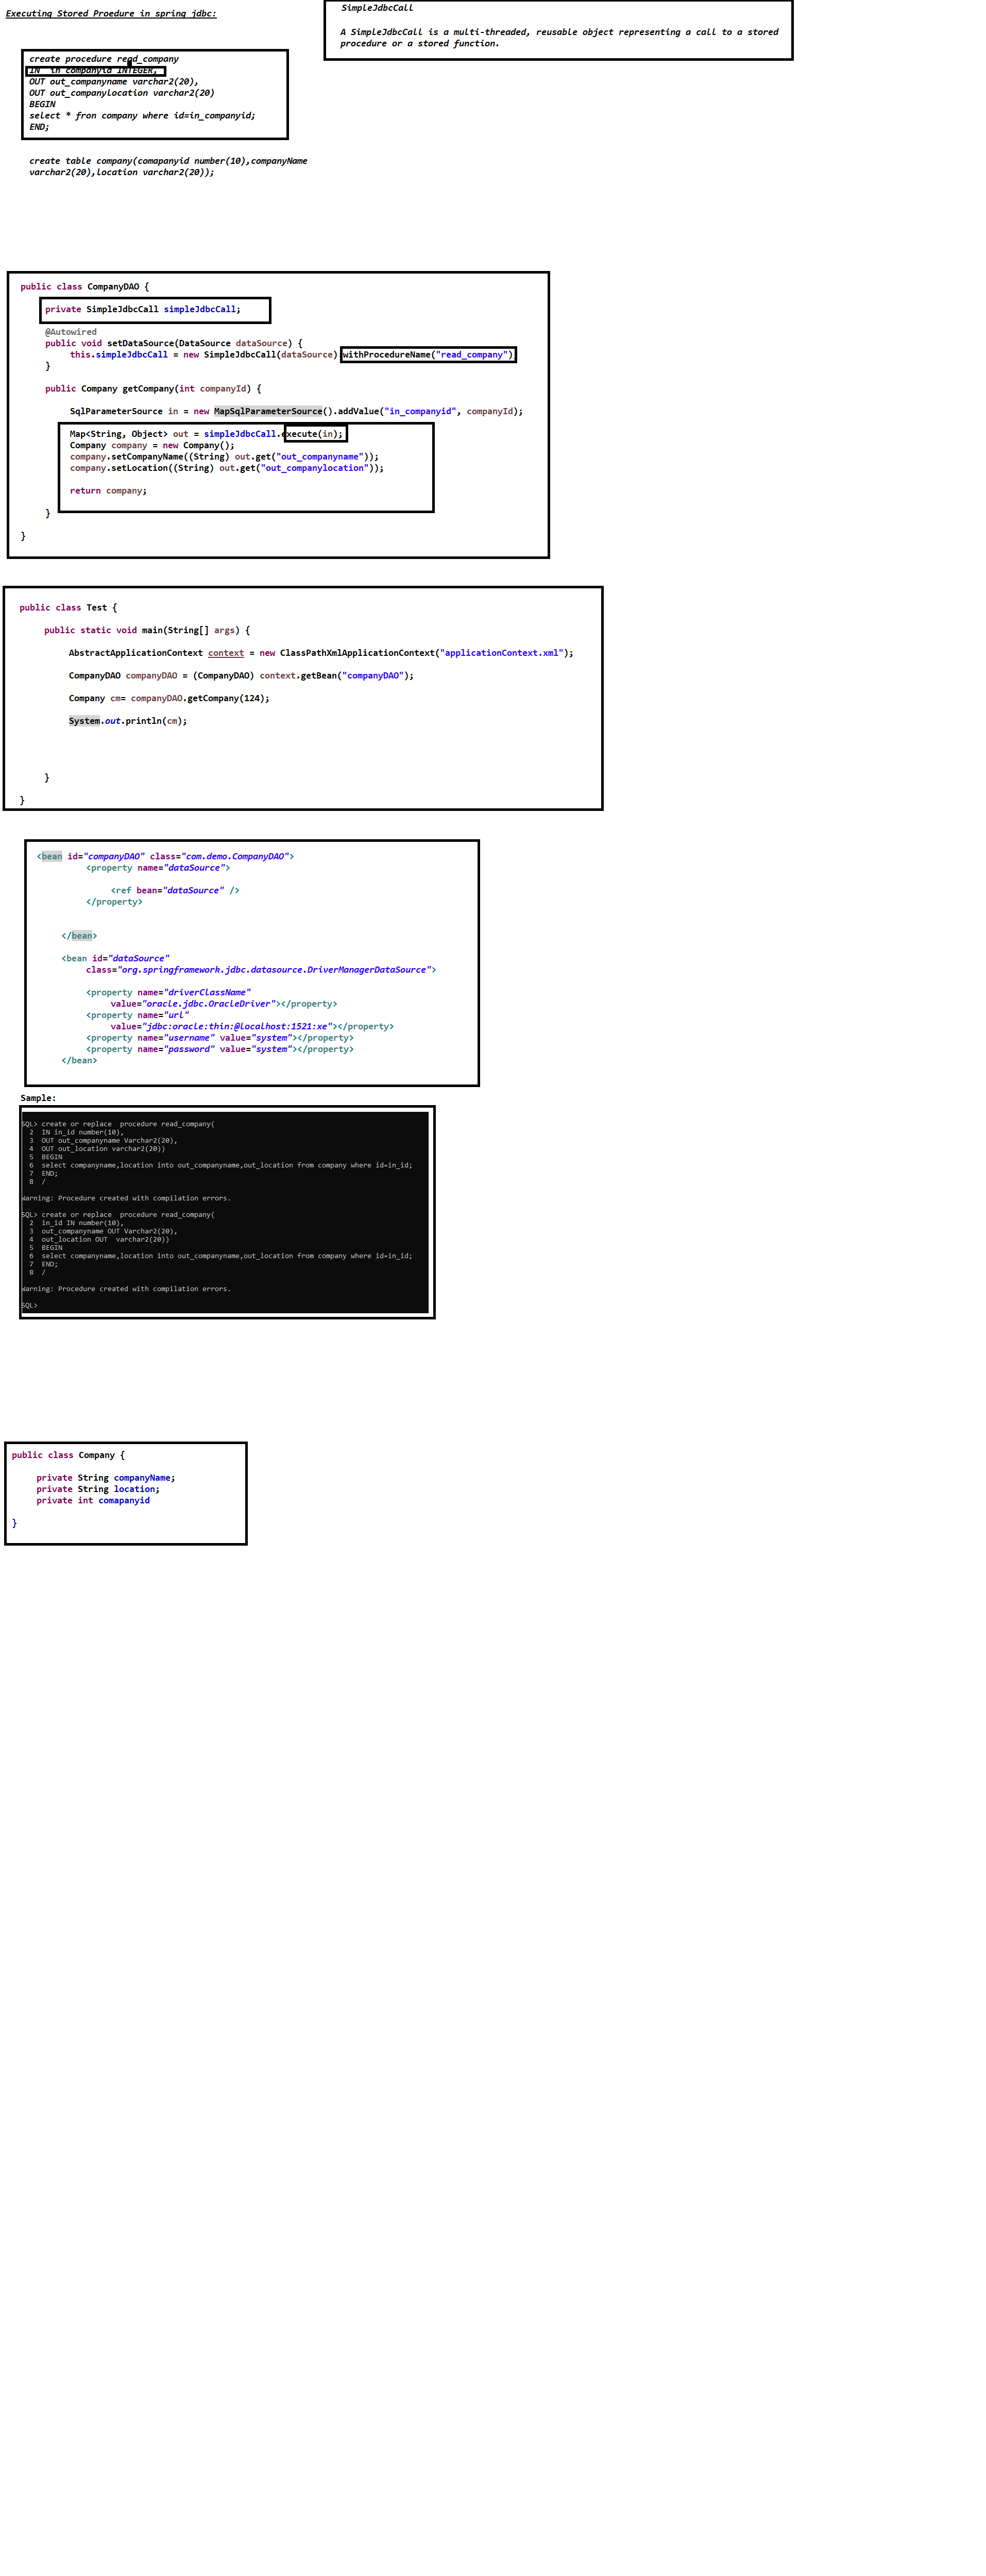 Executing Stored Proedure in spring jdbc:
SimpleJdbcCall
A SimpleJdbcCall is a multi-threaded, reusable object representing a call to a stored
procedure or a stored function.
create procedure read_company
IN in_companyid INTEGER,
OUT out_companyname varchar2(20),
OUT out_companylocation varchar2(20)
BEGIN
select * fron company where id=in_companyid;
END;
create table company(comapanyid number(10),companyName
varchar2(20),location varchar2(20));
public class CompanyDAO {
private SimpleJdbcCall simpleJdbcCall;
@Autowired
public void setDataSource(DataSource dataSource) {
this.simpleJdbcCall = new SimpleJdbcCall(dataSource).withProcedureName("read_company");
}
public Company getCompany(int companyId) {
SqlParameterSource in = new MapSqlParameterSource().addValue("in_companyid", companyId);
Map<String, Object> out = simpleJdbcCall.execute(in);
Company company = new Company();
company.setCompanyName((String) out.get("out_companyname"));
company.setLocation((String) out.get("out_companylocation"));
return company;
}
}
public class Test {
public static void main(String[] args) {
AbstractApplicationContext context = new ClassPathXmlApplicationContext("applicationContext.xml");
CompanyDAO companyDAO = (CompanyDAO) context.getBean("companyDAO");
Company cm= companyDAO.getCompany(124);
System.out.println(cm);
}
}
<bean id="companyDAO" class="com.demo.CompanyDAO">
<property name="dataSource">
<ref bean="dataSource" />
</property>
</bean>
<bean id="dataSource"
class="org.springframework.jdbc.datasource.DriverManagerDataSource">
<property name="driverClassName"
value="oracle.jdbc.OracleDriver"></property>
<property name="url"
value="jdbc:oracle:thin:@localhost:1521:xe"></property>
<property name="username" value="system"></property>
<property name="password" value="system"></property>
</bean>
Sample:
SQL> create or replace  procedure read_company(
2  IN in_id number(10),
3  OUT out_companyname Varchar2(20),
4  OUT out_location varchar2(20))
5  BEGIN
6  select companyname,location into out_companyname,out_location from company where id=in_id;
7  END;
8  /
Warning: Procedure created with compilation errors.
SQL> create or replace  procedure read_company(
2  in_id IN number(10),
3  out_companyname OUT Varchar2(20),
4  out_location OUT  varchar2(20))
5  BEGIN
6  select companyname,location into out_companyname,out_location from company where id=in_id;
7  END;
8  /
Warning: Procedure created with compilation errors.
SQL>
public class Company {
private String companyName;
private String location;
private int comapanyid
}